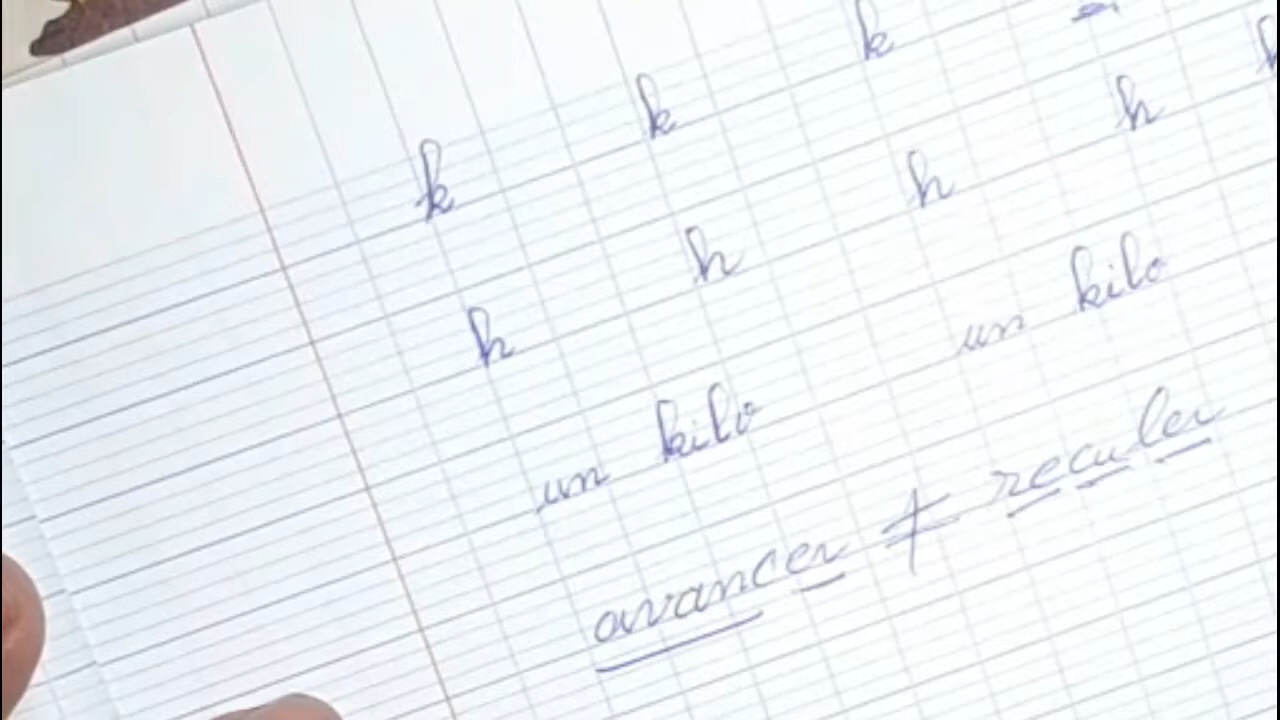 k k k
h h h h
un kilo un kilo
avancer ≠ reculer